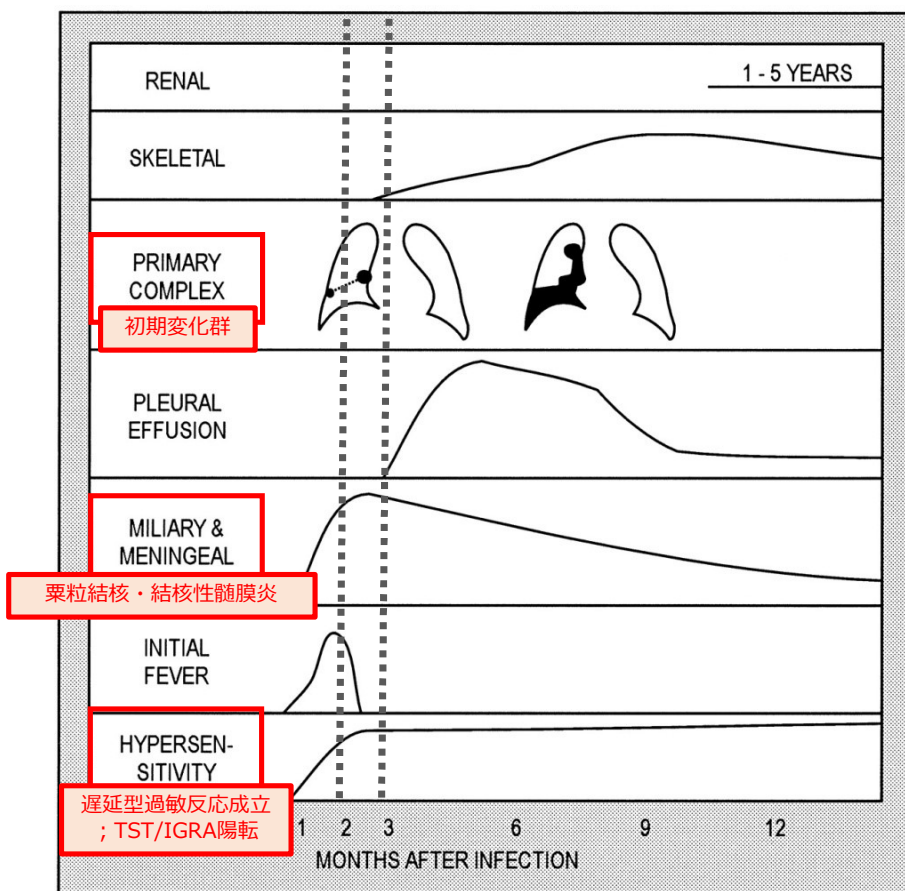 RENAL
1 - 5 YEARS
SKELETAL
PRIMARY
COMPLEX
初期変化群
PLEURAL
EFFUSION
MILIARY &
MENINGEAL
粟粒結核・結核性髄膜炎
INITIAL
FEVER
HYPERSEN-
SITIVITY
遅延型過敏反応成立
；TST/IGRA陽転
1 2 3 6 9 12
MONTHS AFTER INFECTION